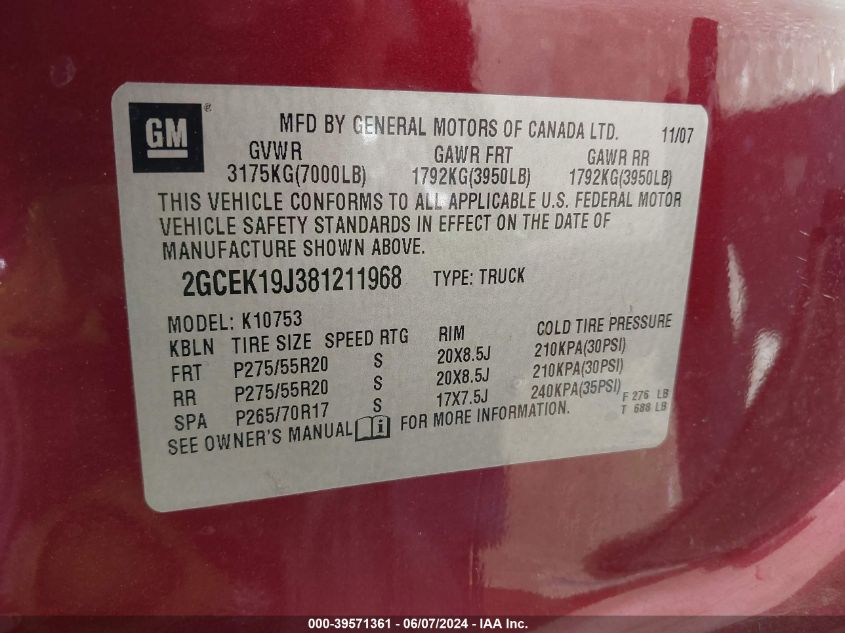 GM ®
MFD BY GENERAL MOTORS OF CANADA LTD. 11/07
GVWR GAWR FRT GAWR RR
3175KG(7000LB) 1792KG(3950LB) 1792KG(3950LB)
THIS VEHICLE CONFORMS TO ALL APPLICABLE U.S. FEDERAL MOTOR
VEHICLE SAFETY STANDARDS IN EFFECT ON THE DATE OF
MANUFACTURE SHOWN ABOVE.
2GCEK19J381211968 TYPE: TRUCK
MODEL: K10753
KBLN TIRE SIZE SPEED RTG RIM COLD TIRE PRESSURE
FRT P275/55R20 S 20X8.5J 210KPA(30PSI)
RR P275/55R20 S 20X8.5J 210KPA(30PSI)
SPA P265/70R17 S 17X7.5J 240KPA(35PSI) F 276 LB
T 688 LB
SEE OWNER'S MANUAL i FOR MORE INFORMATION.
000-39571361 - 06/07/2024 - IAA Inc.